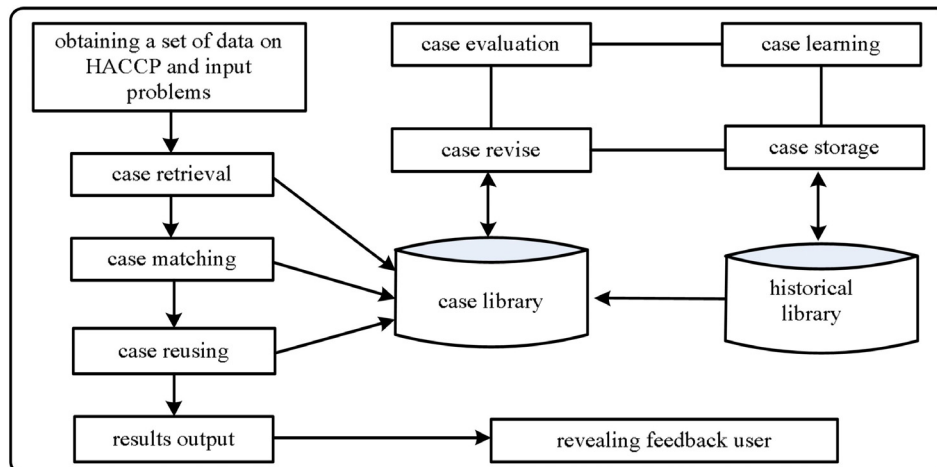 obtaining a set of data on
HACCP and input
problems
case retrieval
case matching
case reusing
results output
case evaluation
case learning
case revise
case storage
case library
historical
library
revealing feedback user